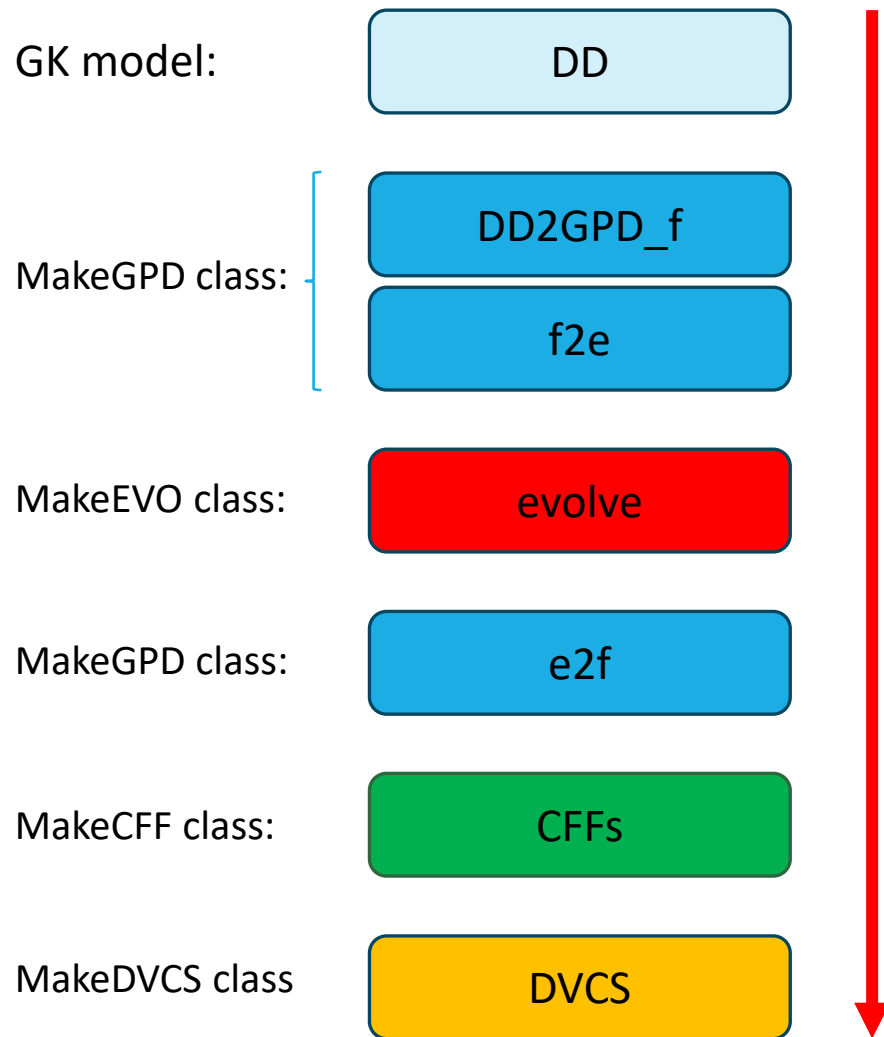 GK model:
DD
MakeGPD class:
DD2GPD_f
f2e
MakeEVO class:
evolve
MakeGPD class:
e2f
MakeCFF class:
CFFs
MakeDVCS class
DVCS